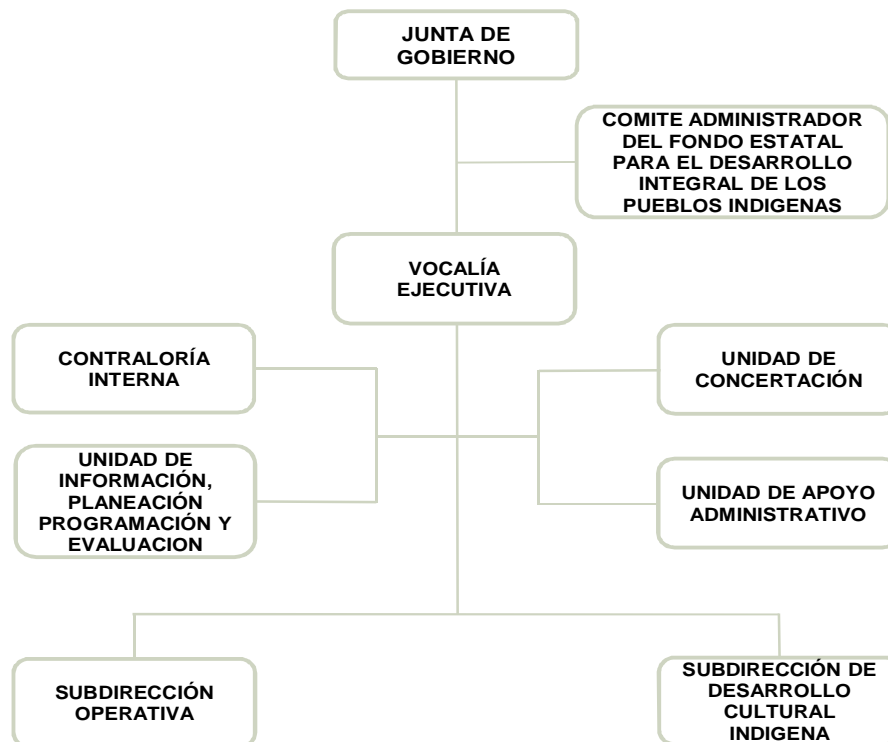 JUNTA DE
GOBIERNO
COMITE ADMINISTRADOR
DEL FONDO ESTATAL
PARA EL DESARROLLO
INTEGRAL DE LOS
PUEBLOS INDIGENAS
VOCALÍA
EJECUTIVA
CONTRALORÍA
INTERNA
UNIDAD DE
CONCERTACIÓN
UNIDAD DE
INFORMACIÓN,
PLANEACIÓN
PROGRAMACIÓN Y
EVALUACION
UNIDAD DE APOYO
ADMINISTRATIVO
SUBDIRECCIÓN
OPERATIVA
SUBDIRECCIÓN DE
DESARROLLO
CULTURAL
INDIGENA